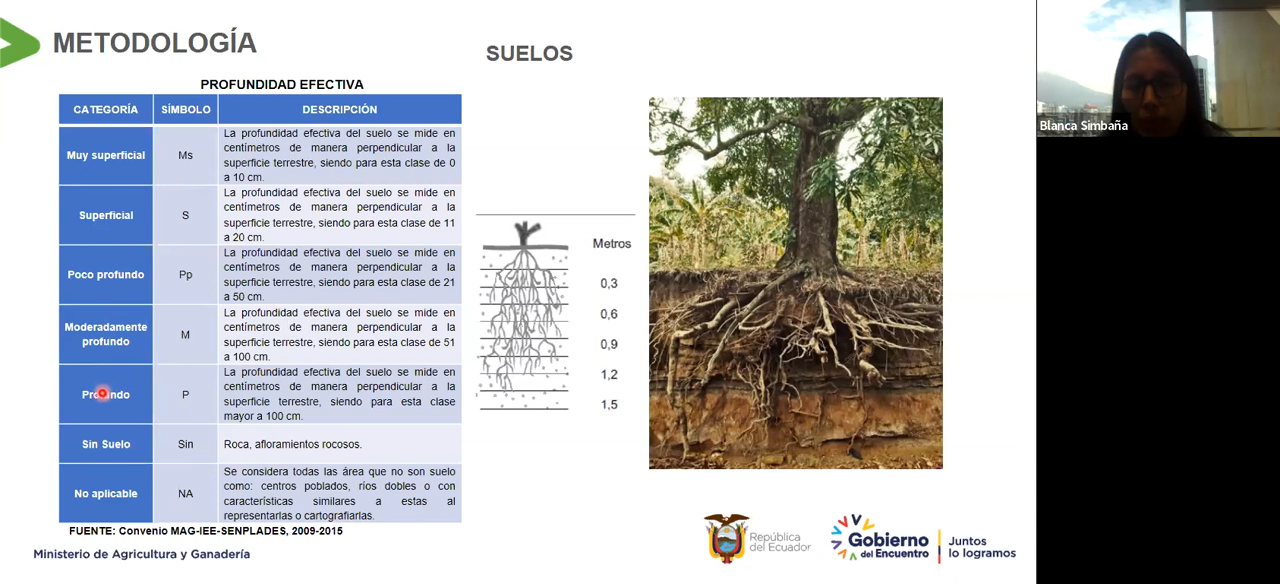 METODOLOGÍA
SUELOS
PROFUNDIDAD EFECTIVA
CATEGORÍA
SÍMBOLO
DESCRIPCIÓN
Muy superficial
Ms
La profundidad efectiva del suelo se mide en
centímetros de manera perpendicular a la
superficie terrestre, siendo para esta clase de 0
a 10 cm.
Superficial
S
La profundidad efectiva del suelo se mide en
centímetros de manera perpendicular a la
superficie terrestre, siendo para esta clase de 11
a 20 cm.
Poco profundo
Pp
La profundidad efectiva del suelo se mide en
centímetros de manera perpendicular a la
superficie terrestre, siendo para esta clase de 21
a 50 cm.
Moderadamente
profundo
M
La profundidad efectiva del suelo se mide en
centímetros de manera perpendicular a la
superficie terrestre, siendo para esta clase de 51
a 100 cm.
Profundo
P
La profundidad efectiva del suelo se mide en
centímetros de manera perpendicular a la
superficie terrestre, siendo para esta clase
mayor a 100 cm.
Sin Suelo
Sin
Roca, afloramientos rocosos.
No aplicable
NA
Se considera todas las área que no son suelo
como: centros poblados, ríos dobles o con
características similares a estas al
representarlas o cartografiarlas.
FUENTE: Convenio MAG-IEE-SENPLADES, 2009-2015
Metros
0,3
0,6
0,9
1,2
1,5
Ministerio de Agricultura y Ganadería
República
del Ecuador
Gobierno
del Encuentro
Juntos
lo logramos
Blanca Simbaña